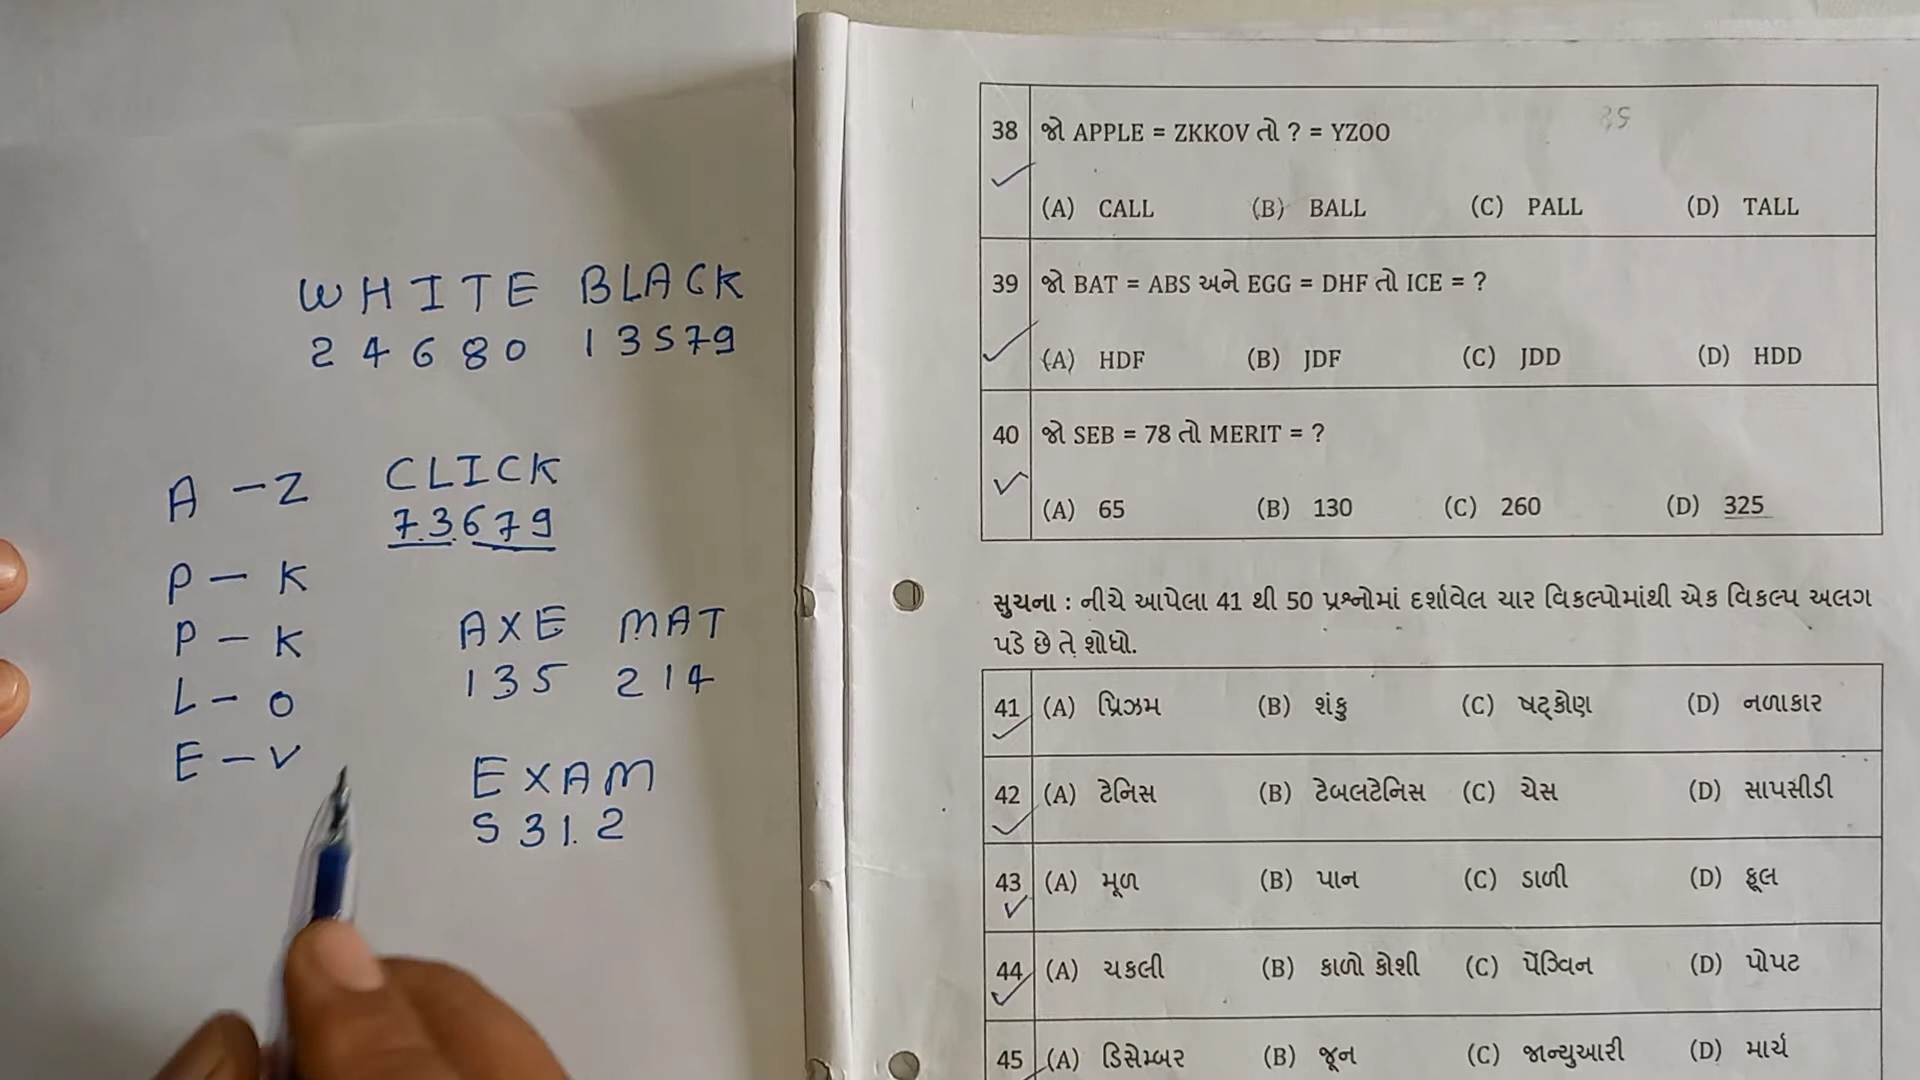 WHITE BLACK
24680 13579
A - Z CLICK
73679
P - K
P - K AXE MAT
L - O 135 214
E - V EXAM
5 3 1. 2
38 જો APPLE = ZKKOV તો ? = YZOO
(A) CALL (B) BALL (C) PALL (D) TALL
39 જો BAT = ABS અને EGG = DHF તો ICE = ?
(A) HDF (B) JDF (C) JDD (D) HDD
40 જો SEB = 78 તો MERIT = ?
(A) 65 (B) 130 (C) 260 (D) 325
સુચના : નીચે આપેલા 41 થી 50 પ્રશ્નોમાં દર્શાવેલ ચાર વિકલ્પોમાંથી એક વિકલ્પ અલગ
પડે છે તે શોધો.
41 (A) પ્રિઝમ (B) શંકુ (C) ષટ્કોણ (D) નળાકાર
42 (A) ટેનિસ (B) ટેબલટેનિસ (C) ચેસ (D) સાપસીડી
43 (A) મૂળ (B) પાન (C) ડાળી (D) ફૂલ
44 (A) ચકલી (B) કાળો કોશી (C) પેંગ્વિન (D) પોપટ
45 (A) ડિસેમ્બર (B) જૂન (C) જાન્યુઆરી (D) માર્ચ